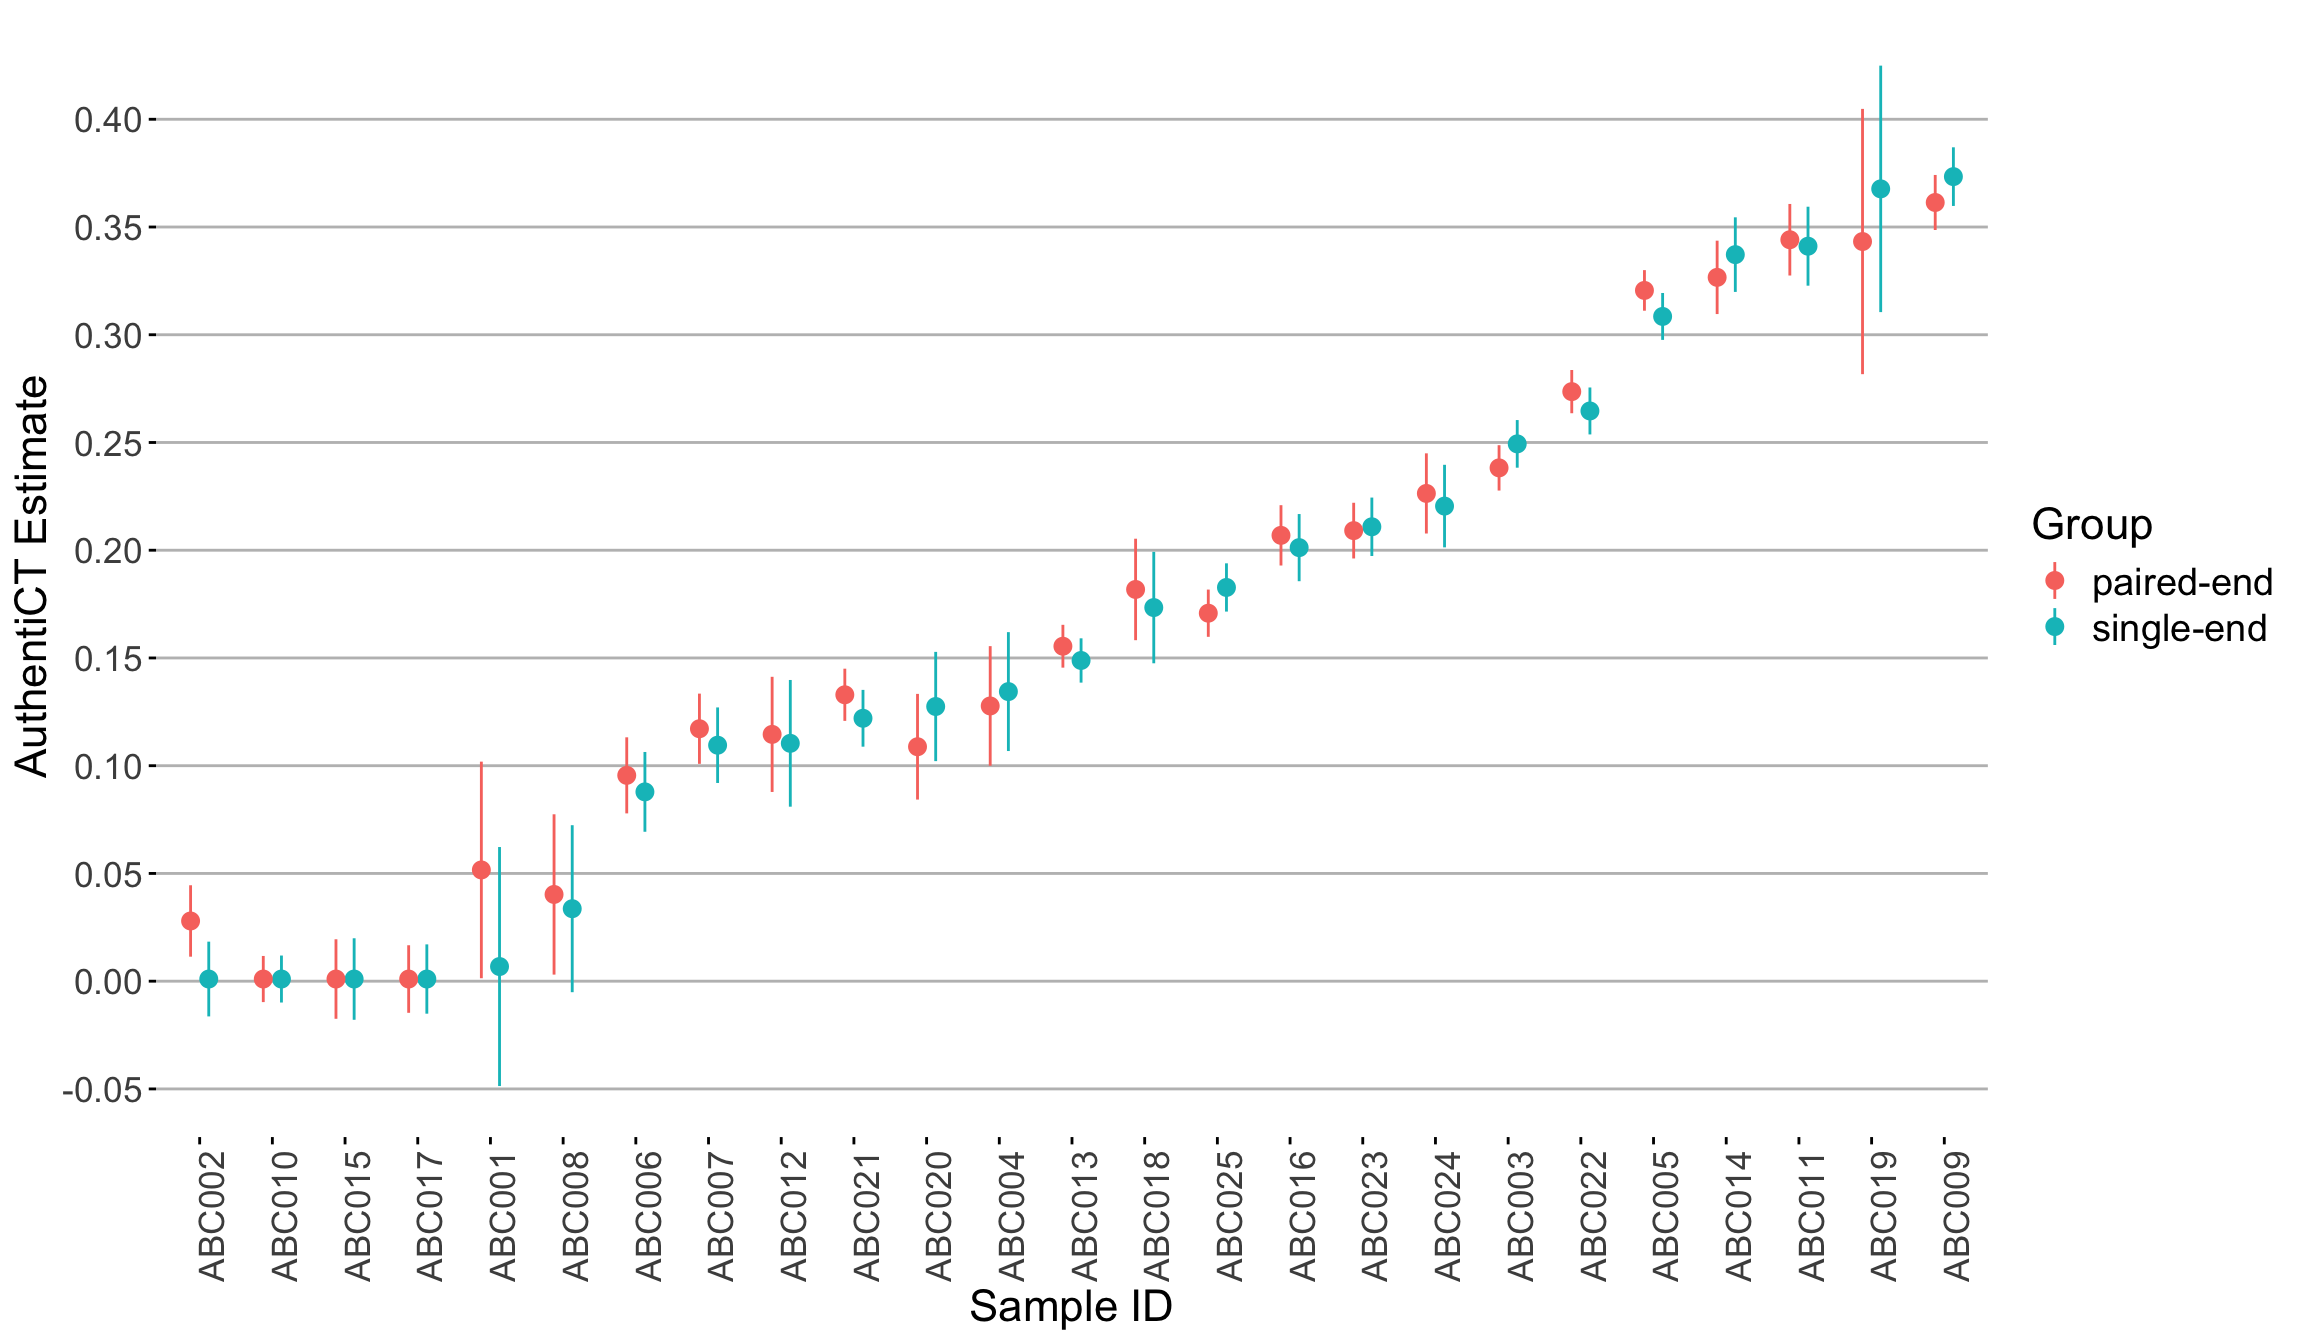 0.40
0.35
0.30
0.25
0.20
0.15
0.10
0.05
0.00
-0.05
AuthentiCT Estimate
ABC002
ABC010
ABC015
ABC017
ABC001
ABC008
ABC006
ABC007
ABC012
ABC021
ABC020
ABC004
ABC013
ABC018
ABC025
ABC016
ABC023
ABC024
ABC003
ABC022
ABC005
ABC014
ABC011
ABC019
ABC009
Sample ID
Group
paired-end
single-end